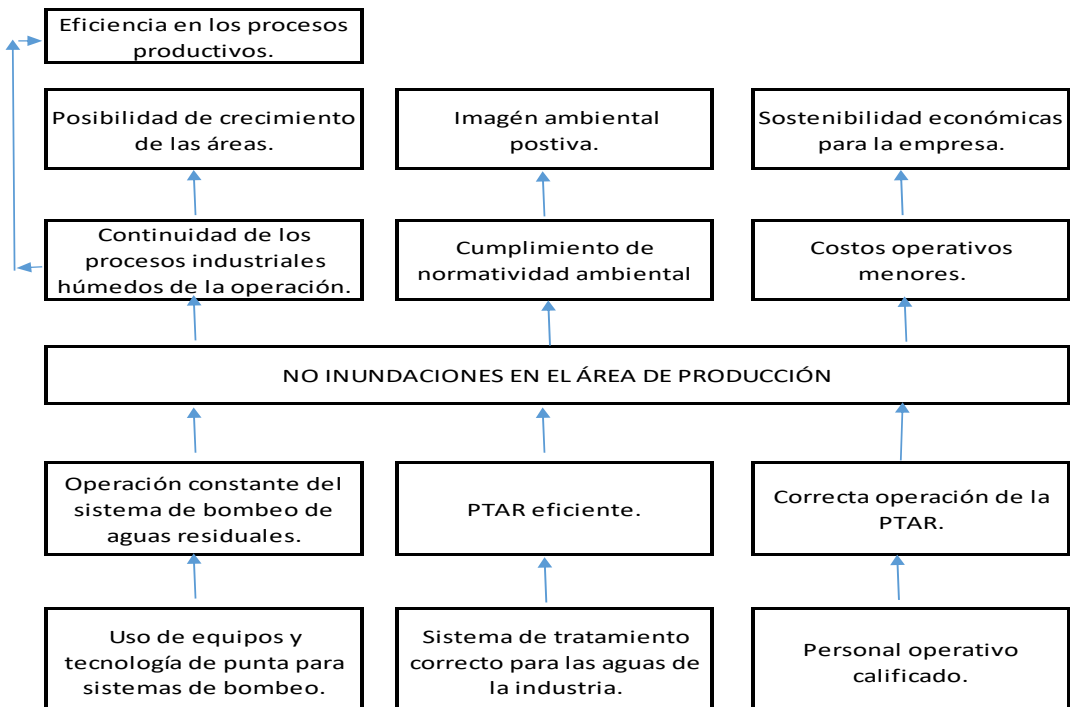 Eficiencia en los procesos
productivos.
Posibilidad de crecimiento
de las áreas.
Imagén ambiental
postiva.
Sostenibilidad económicas
para la empresa.
Continuidad de los
procesos industriales
húmedos de la operación.
Cumplimiento de
normatividad ambiental
Costos operativos
menores.
NO INUNDACIONES EN EL ÁREA DE PRODUCCIÓN
Operación constante del
sistema de bombeo de
aguas residuales.
PTAR eficiente.
Correcta operación de la
PTAR.
Uso de equipos y
tecnología de punta para
sistemas de bombeo.
Sistema de tratamiento
correcto para las aguas de
la industria.
Personal operativo
calificado.